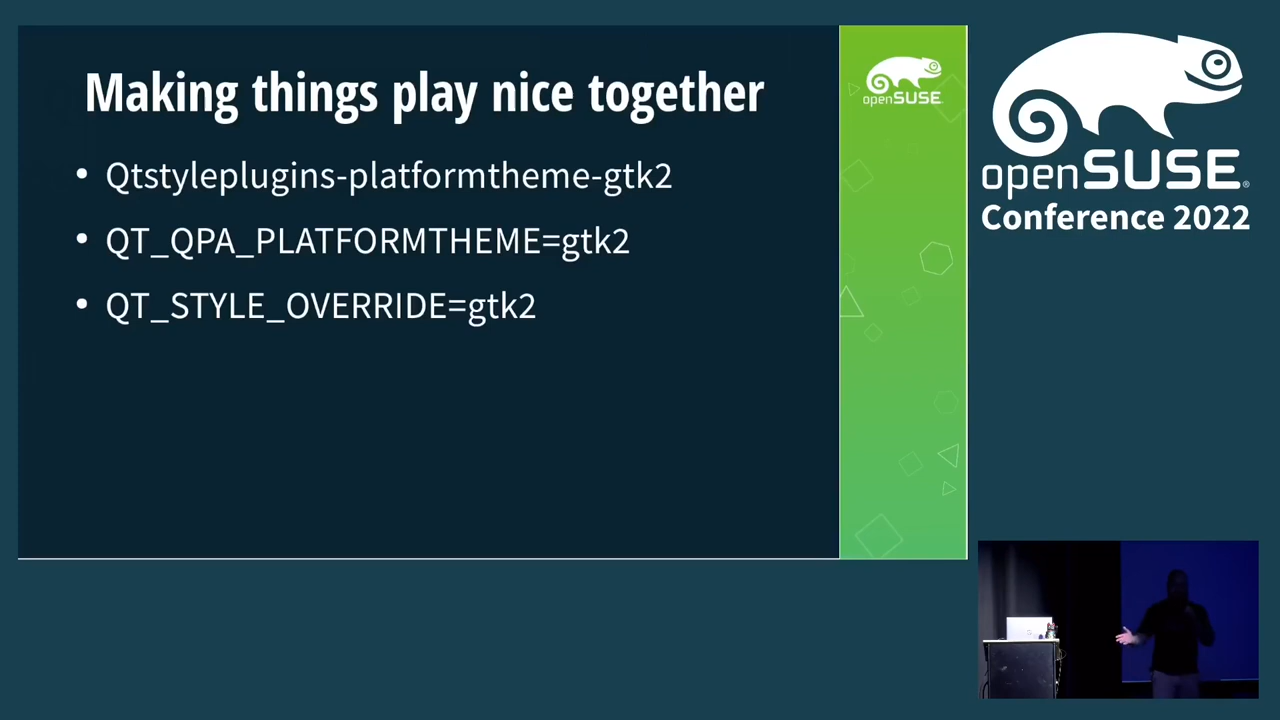 Making things play nice together
• Qtstyleplugins-platformtheme-gtk2
• QT_QPA_PLATFORMTHEME=gtk2
• QT_STYLE_OVERRIDE=gtk2
openSUSE
openSUSE®
Conference 2022